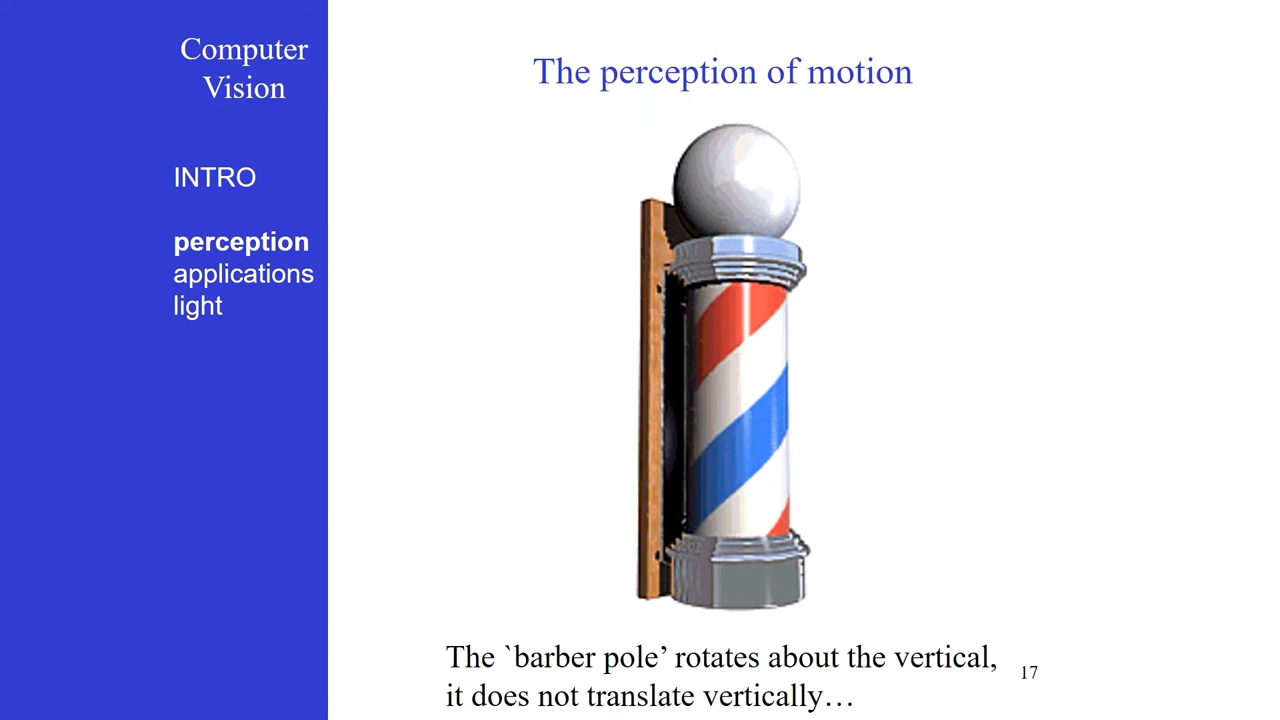 Computer
Vision
INTRO
perception
applications
light
The perception of motion
The `barber pole’ rotates about the vertical,
it does not translate vertically…
17